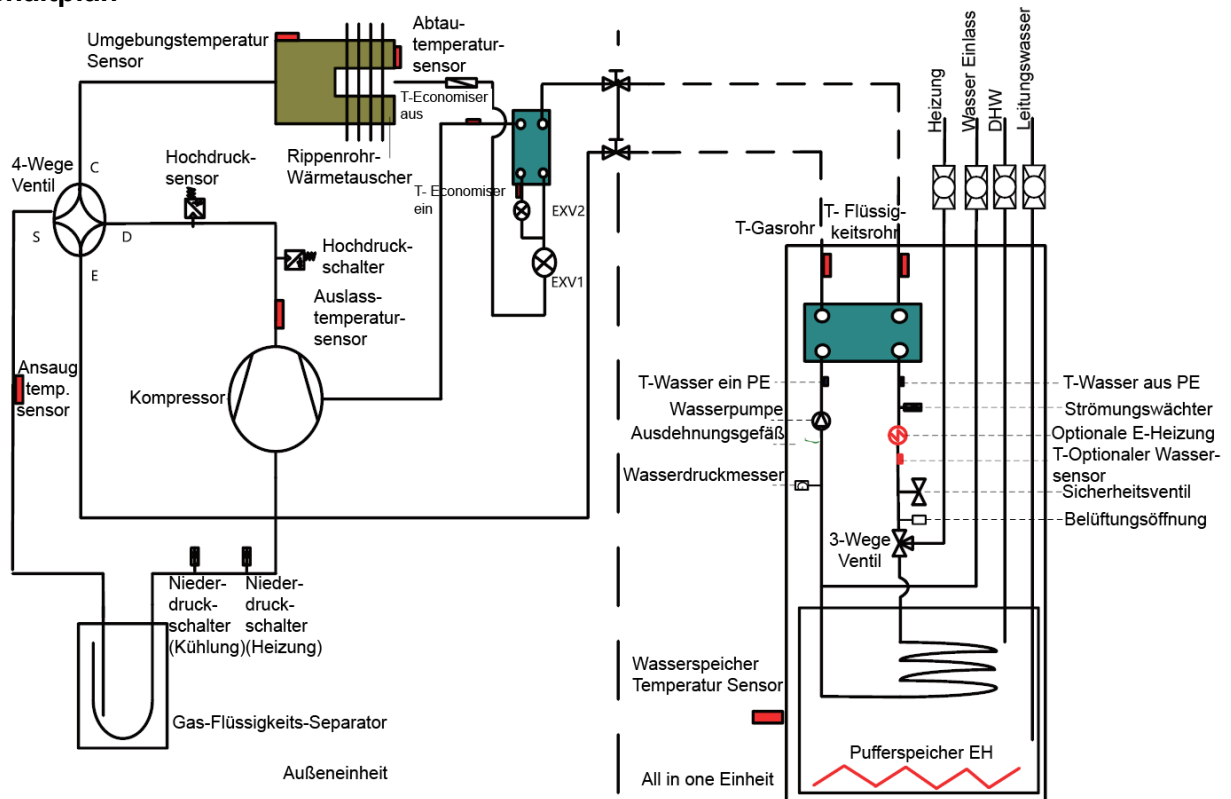 Umgebungstemperatur
Sensor
Abtau-
temperatur-
sensor
T-Economiser
aus
Rippenrohr-
Wärmetauscher
T- Economiser
ein
EXV2
EXV1
4-Wege
Ventil
C
S
D
E
Hochdruck-
sensor
Hochdruck-
schalter
Auslass-
temperatur-
sensor
Ansaug
temp.
sensor
Kompressor
Nieder-
druck-
schalter
(Kühlung)
Nieder-
druck-
schalter
(Heizung)
Gas-Flüssigkeits-Separator
Außeneinheit
Heizung
Wasser Einlass
DHW
Leitungswasser
T-Gasrohr
T- Flüssig-
keitsrohr
T-Wasser ein PE
Wasserpumpe
Ausdehnungsgefäß
Wasserdruckmesser
T-Wasser aus PE
Strömungswächter
Optionale E-Heizung
T-Optionaler Wasser-
sensor
Sicherheitsventil
Belüftungsöffnung
3-Wege
Ventil
Wasserspeicher
Temperatur Sensor
Pufferspeicher EH
All in one Einheit